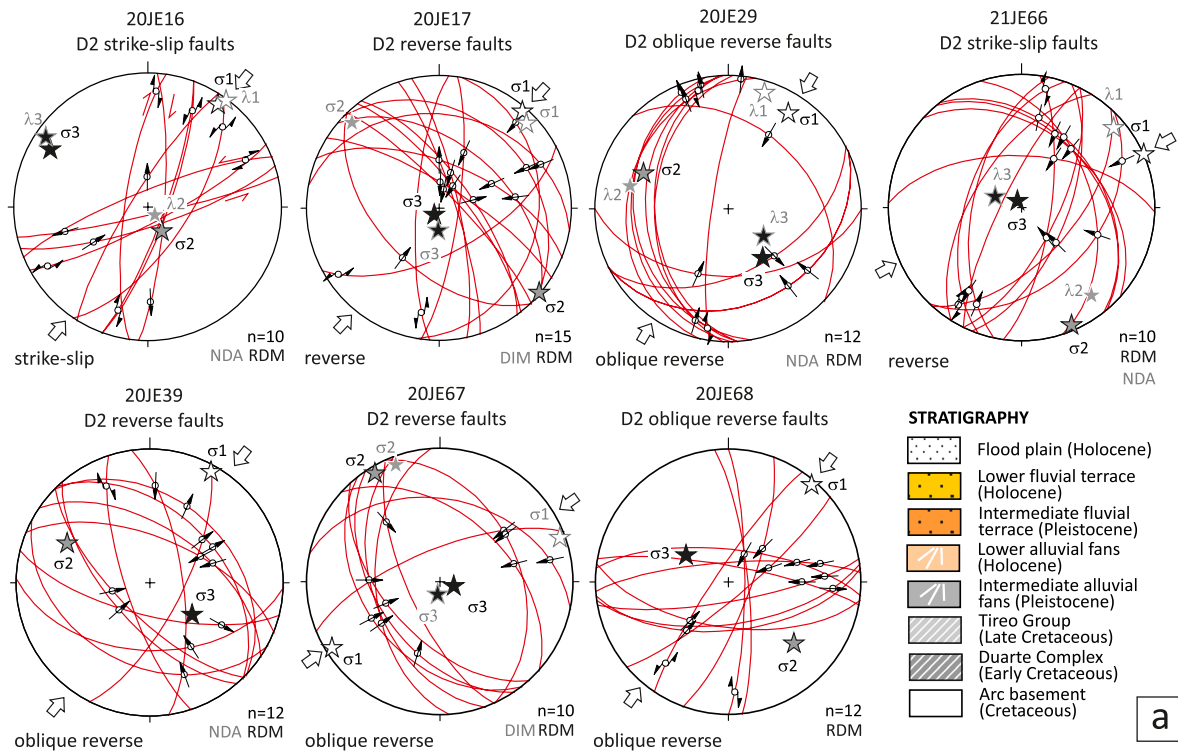 20JE16
D2 strike-slip faults
σ1
λ1
λ3
σ3
λ2
σ2
strike-slip
n=10
NDA RDM
20JE17
D2 reverse faults
σ2
σ1
σ1
σ3
σ3
σ2
reverse
n=15
DIM RDM
20JE29
D2 oblique reverse faults
λ1
σ1
σ2
λ2
λ3
σ3
oblique reverse
n=12
NDA RDM
21JE66
D2 strike-slip faults
λ1
σ1
λ3
σ3
λ2
σ2
reverse
n=10
RDM
NDA
20JE39
D2 reverse faults
σ1
σ2
σ3
oblique reverse
n=12
NDA RDM
20JE67
D2 reverse faults
σ2
σ2
σ1
σ3
σ3
σ1
oblique reverse
n=10
DIM RDM
20JE68
D2 oblique reverse faults
σ1
σ3
σ2
oblique reverse
n=12
RDM
STRATIGRAPHY
Flood plain (Holocene)
Lower fluvial terrace
(Holocene)
Intermediate fluvial
terrace (Pleistocene)
Lower alluvial fans
(Holocene)
Intermediate alluvial
fans (Pleistocene)
Tireo Group
(Late Cretaceous)
Duarte Complex
(Early Cretaceous)
Arc basement
(Cretaceous)
a